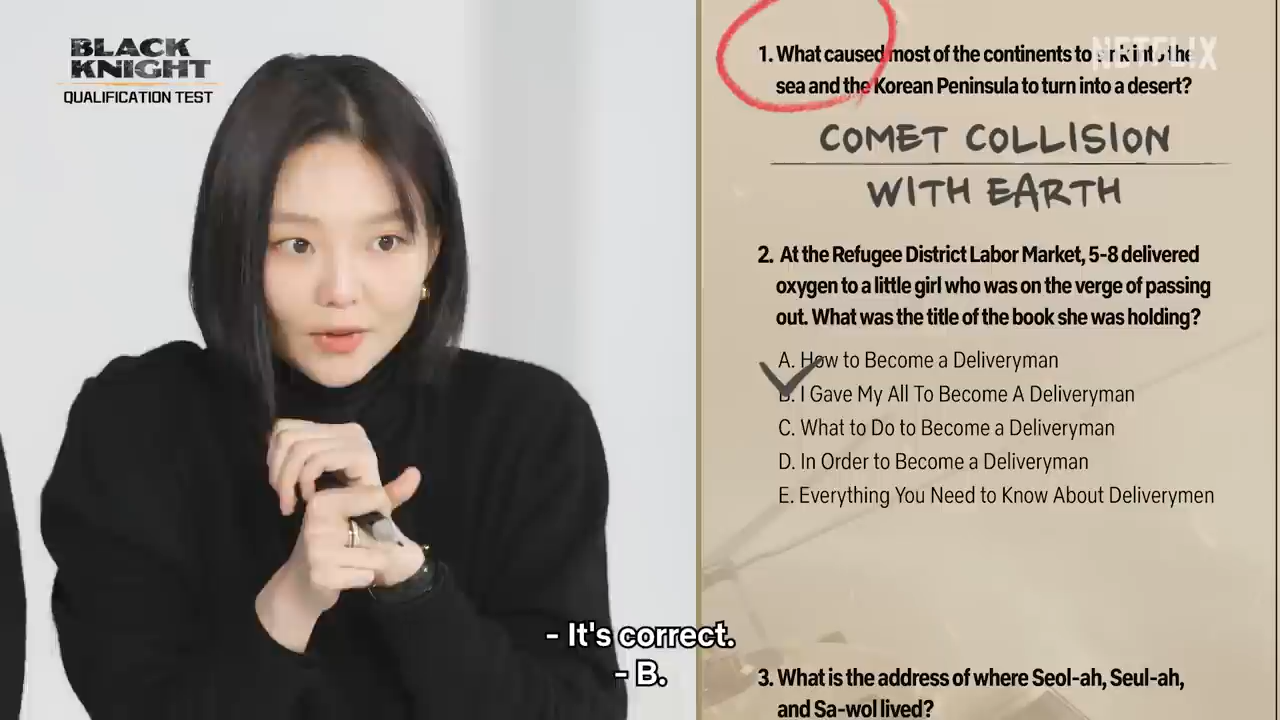 BLACK
KNIGHT
QUALIFICATION TEST
NETFLIX
1. What caused most of the continents to sink into the
sea and the Korean Peninsula to turn into a desert?
COMET COLLISION
WITH EARTH
2. At the Refugee District Labor Market, 5-8 delivered
oxygen to a little girl who was on the verge of passing
out. What was the title of the book she was holding?
A. How to Become a Deliveryman
B. I Gave My All To Become A Deliveryman
C. What to Do to Become a Deliveryman
D. In Order to Become a Deliveryman
E. Everything You Need to Know About Deliverymen
3. What is the address of where Seol-ah, Seul-ah,
and Sa-wol lived?
- It's correct.
- B.